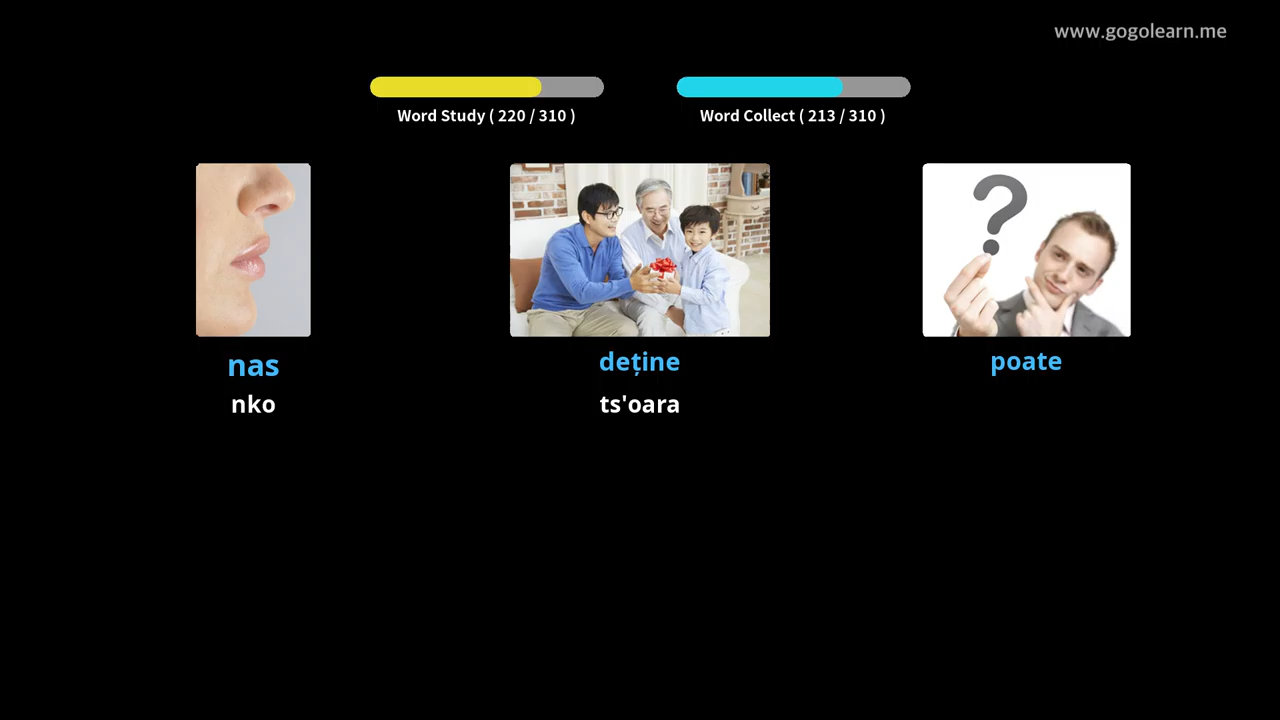 www.gogolearn.me
Word Study ( 220 / 310 )
Word Collect ( 213 / 310 )
nas
deține
poate
nko
ts'oara